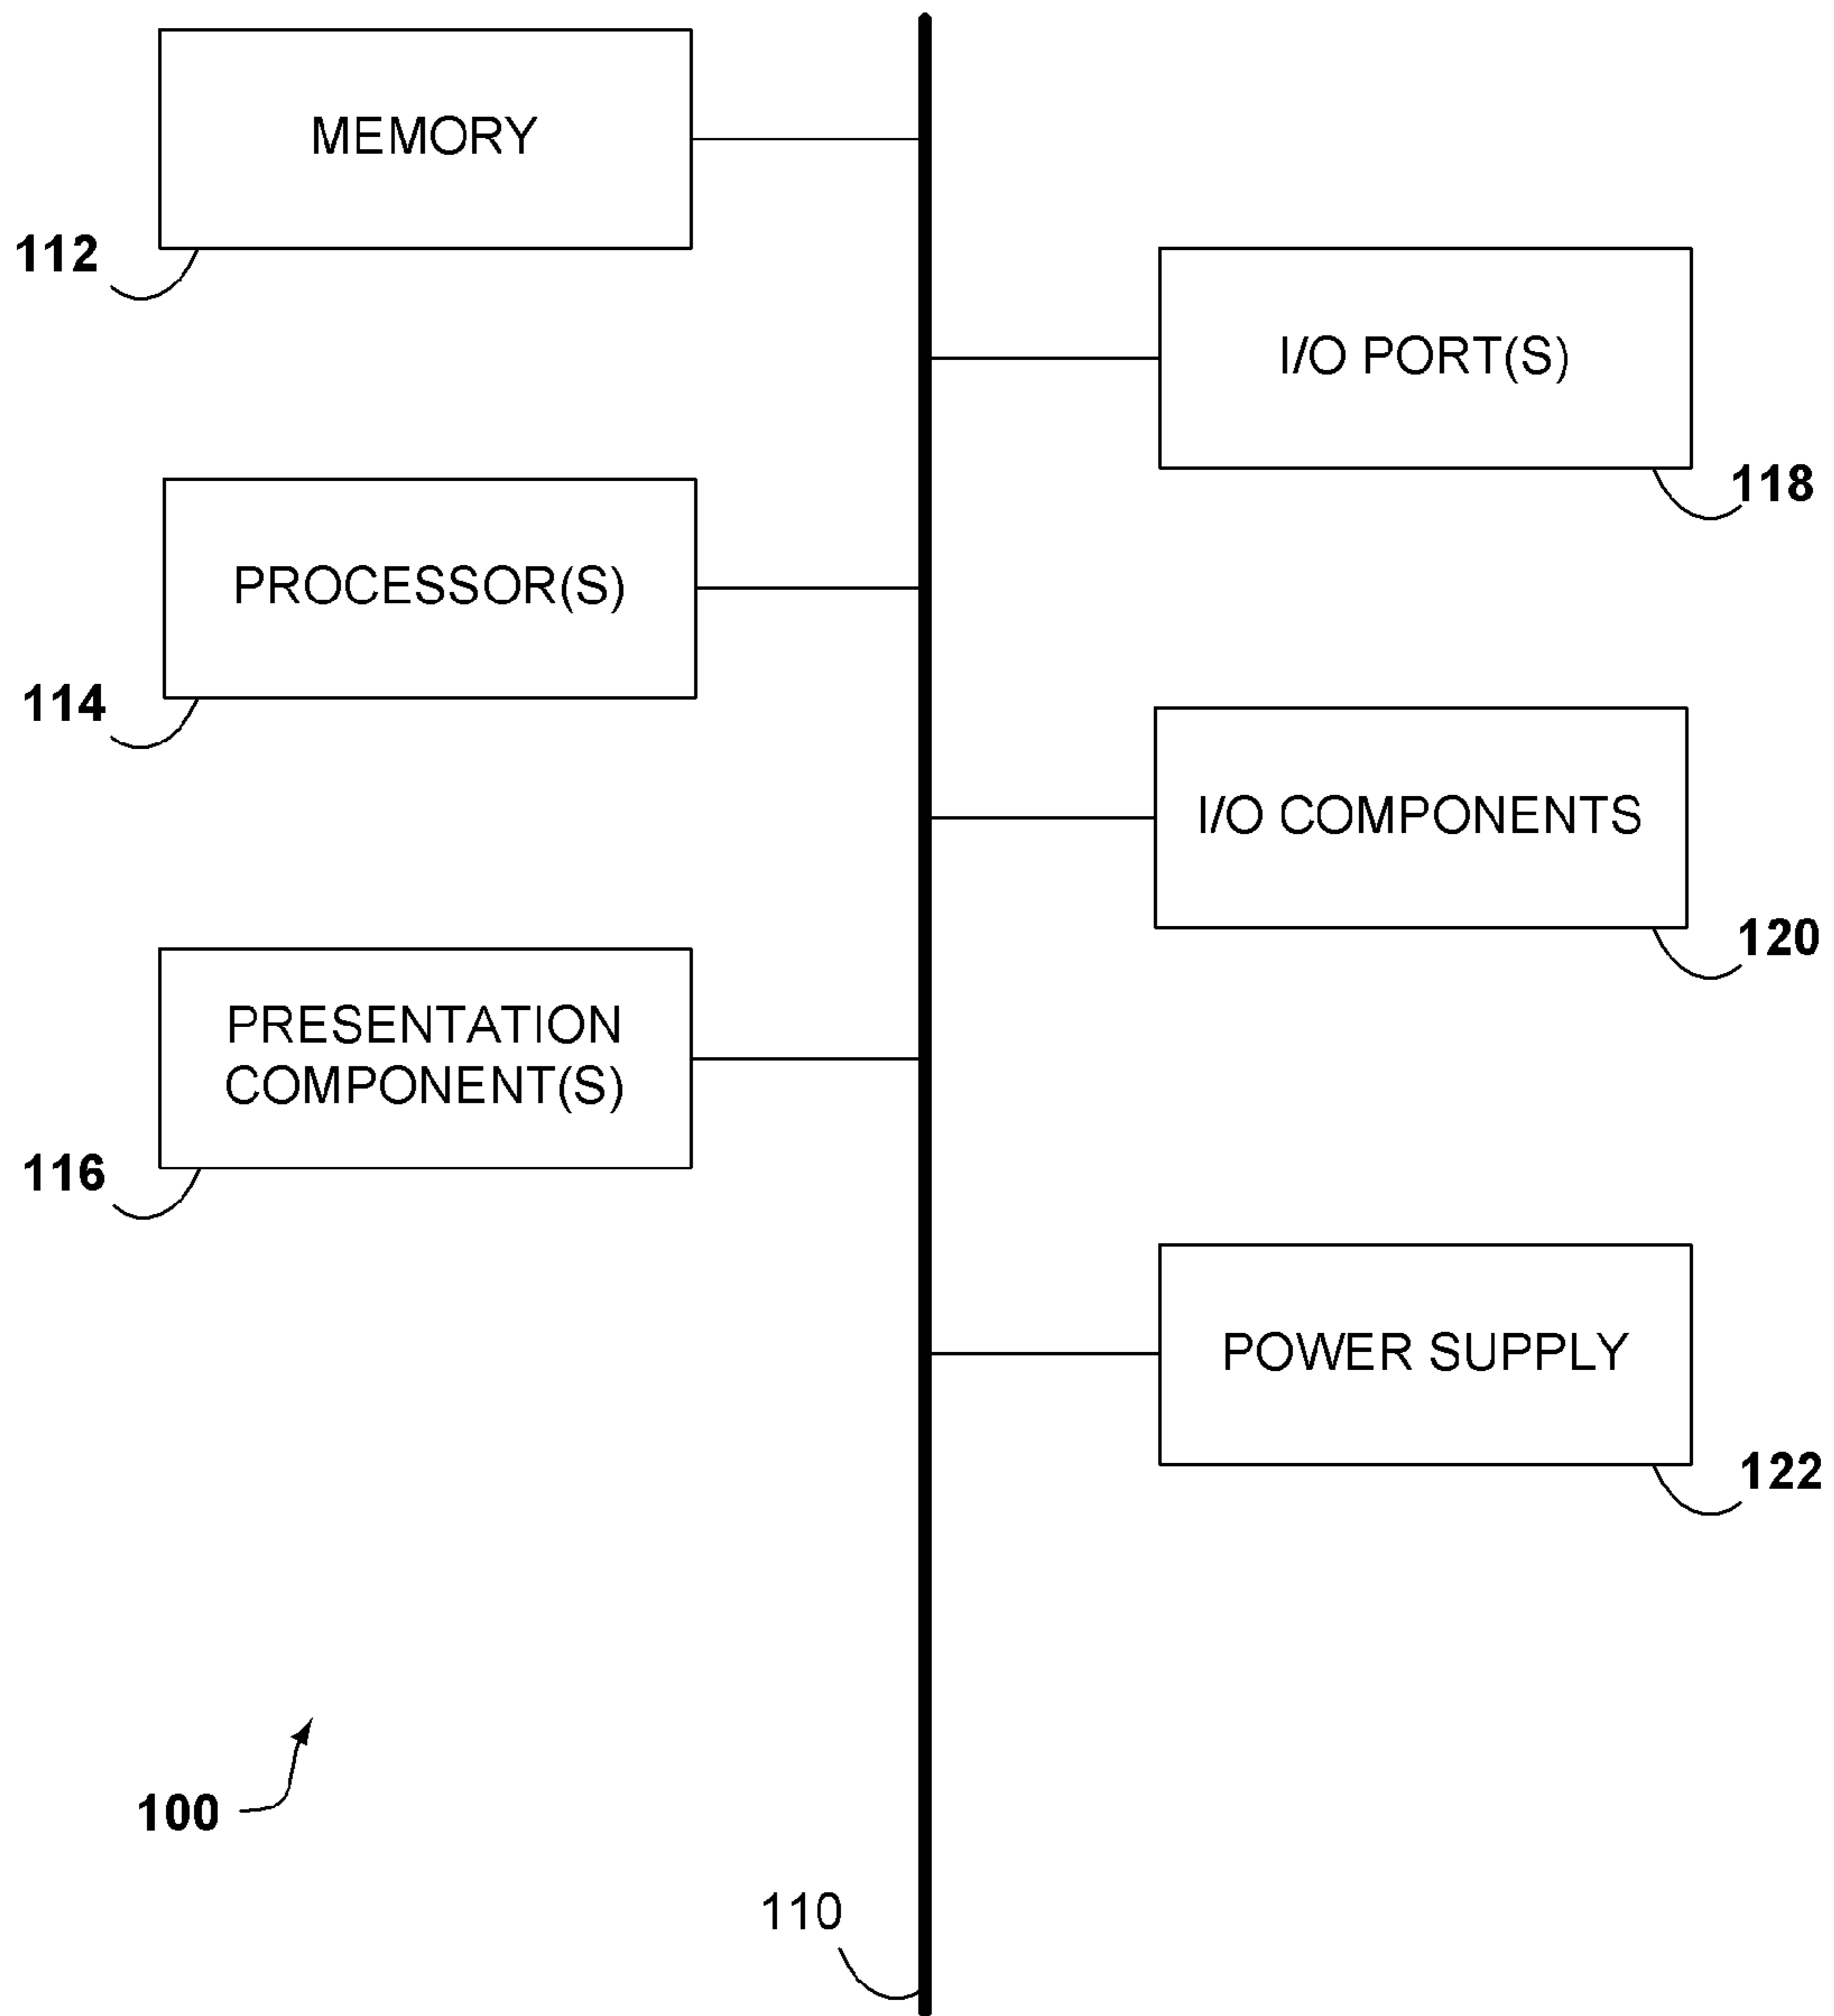 MEMORY
112
I/O PORT(S)
118
PROCESSOR(S)
114
I/O COMPONENTS
120
PRESENTATION
COMPONENT(S)
116
POWER SUPPLY
122
100
110